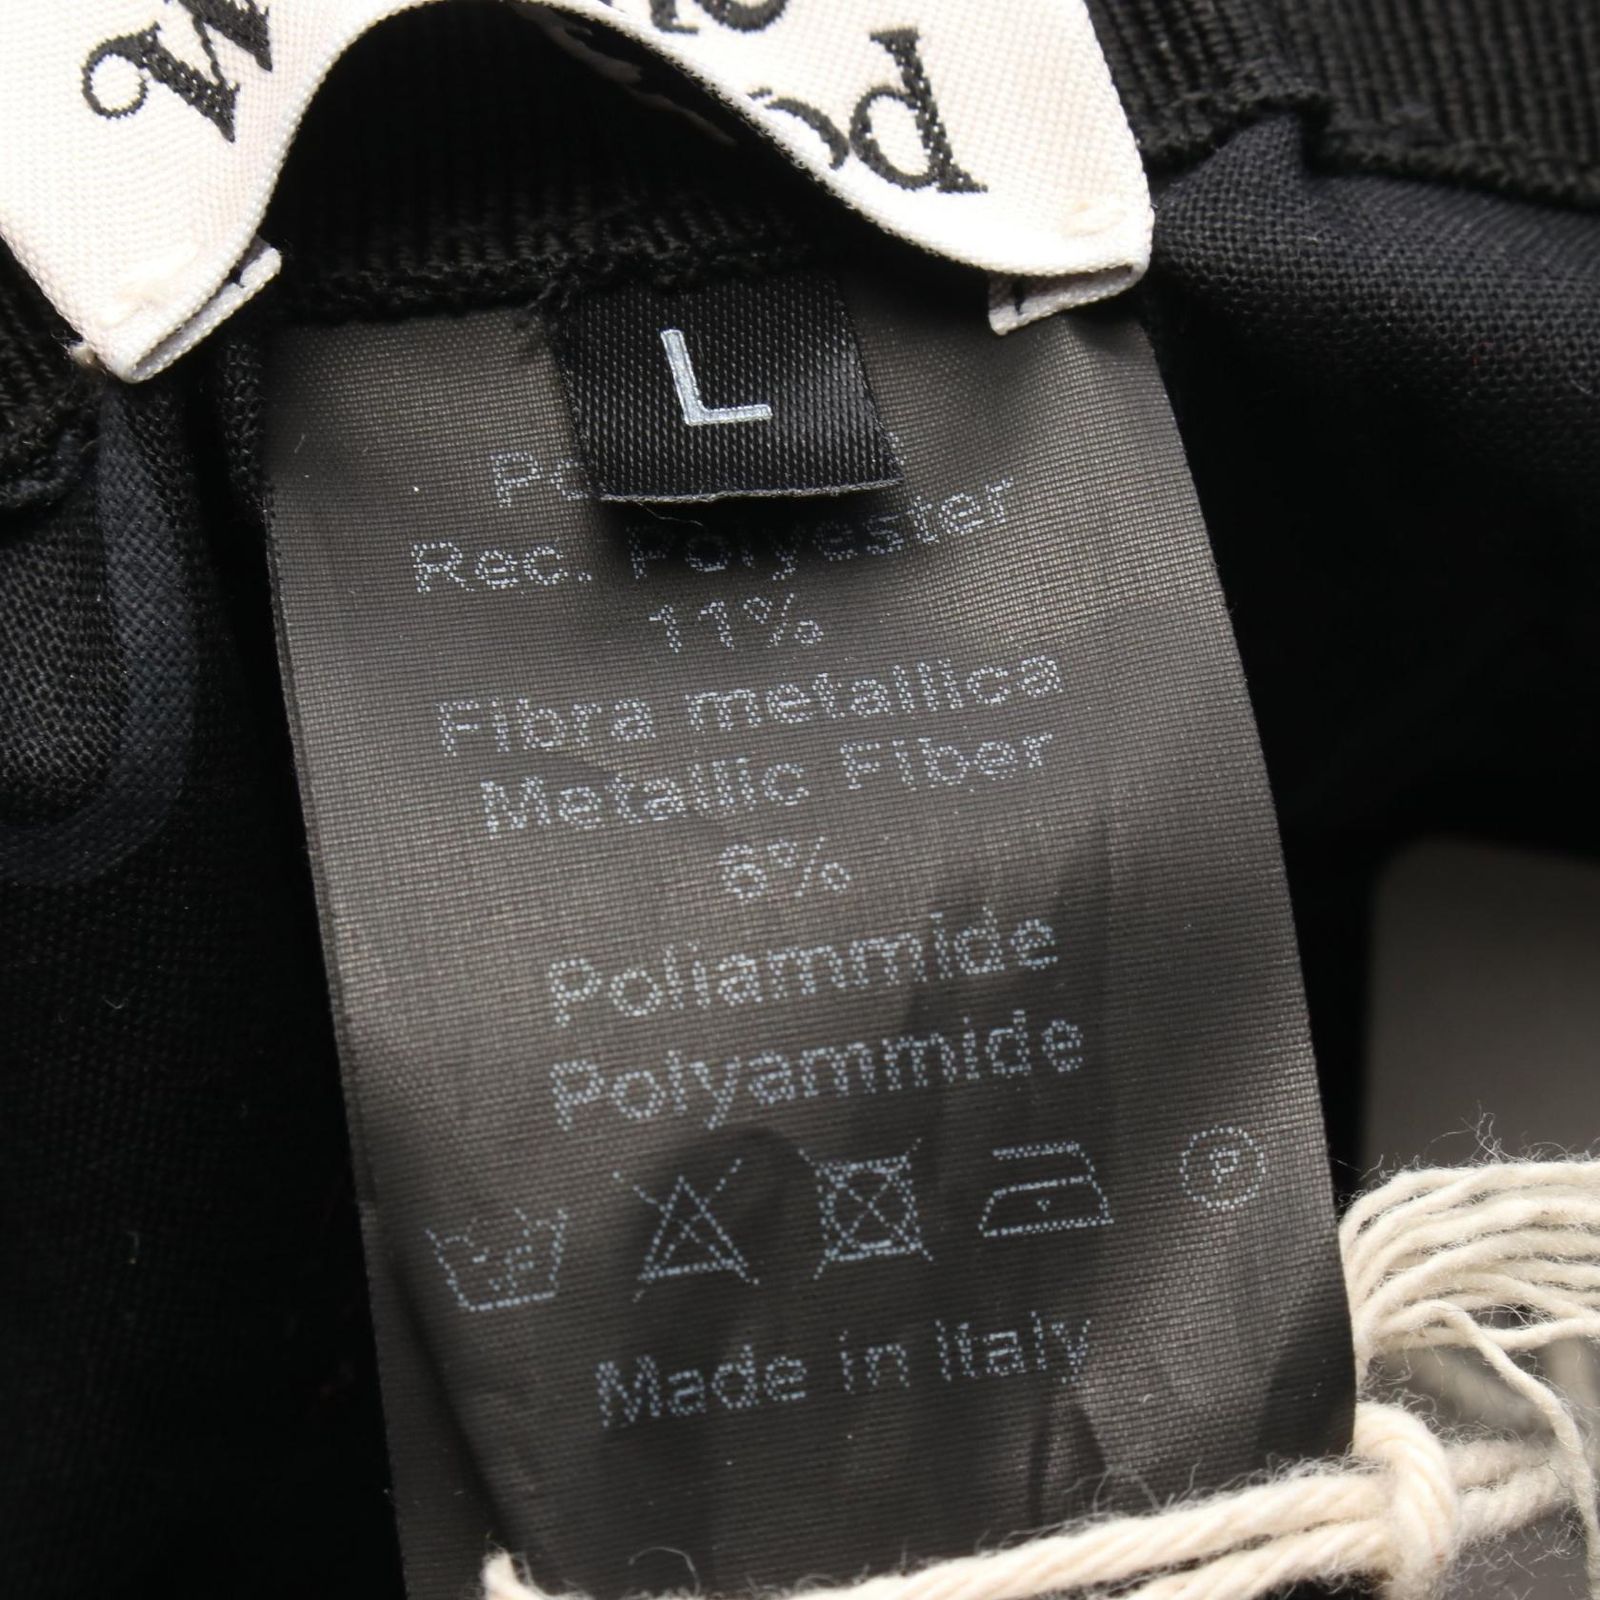 L
Rec. Polyester
11%
Fibra metallica
Metallic Fiber
6%
Poliammide
Polyammide
P
Made in Italy